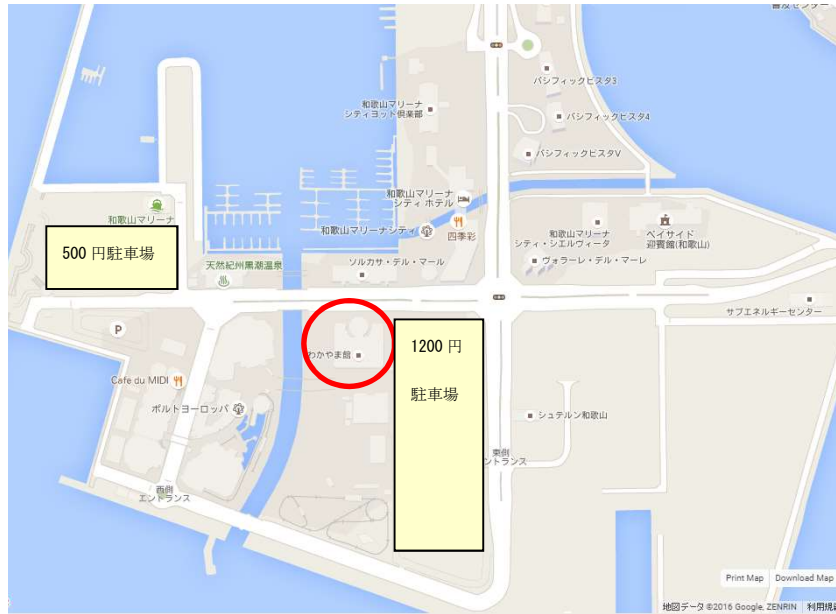 パシフィックビスタ3
和歌山マリーナ
シティヨット倶楽部
パシフィックビスタ4
パシフィックビスタV
和歌山マリーナ
シティ ホテル
和歌山マリーナ
500 円駐車場
和歌山マリーナシティ
四季彩
和歌山マリーナ
シティ・シエルヴィータ
ベイサイド
迎賓館(和歌山)
天然紀州黒潮温泉
ソルカサ・デル・マール
ヴォラーレ・デル・マーレ
サブエネルギーセンター
P
わかやま館
1200 円
駐車場
Cafe du MIDI
ポルトヨーロッパ
シュテルン和歌山
東側
ントランス
西側
エントランス
Print Map
Download Map
地図データ ©2016 Google, ZENRIN
利用規